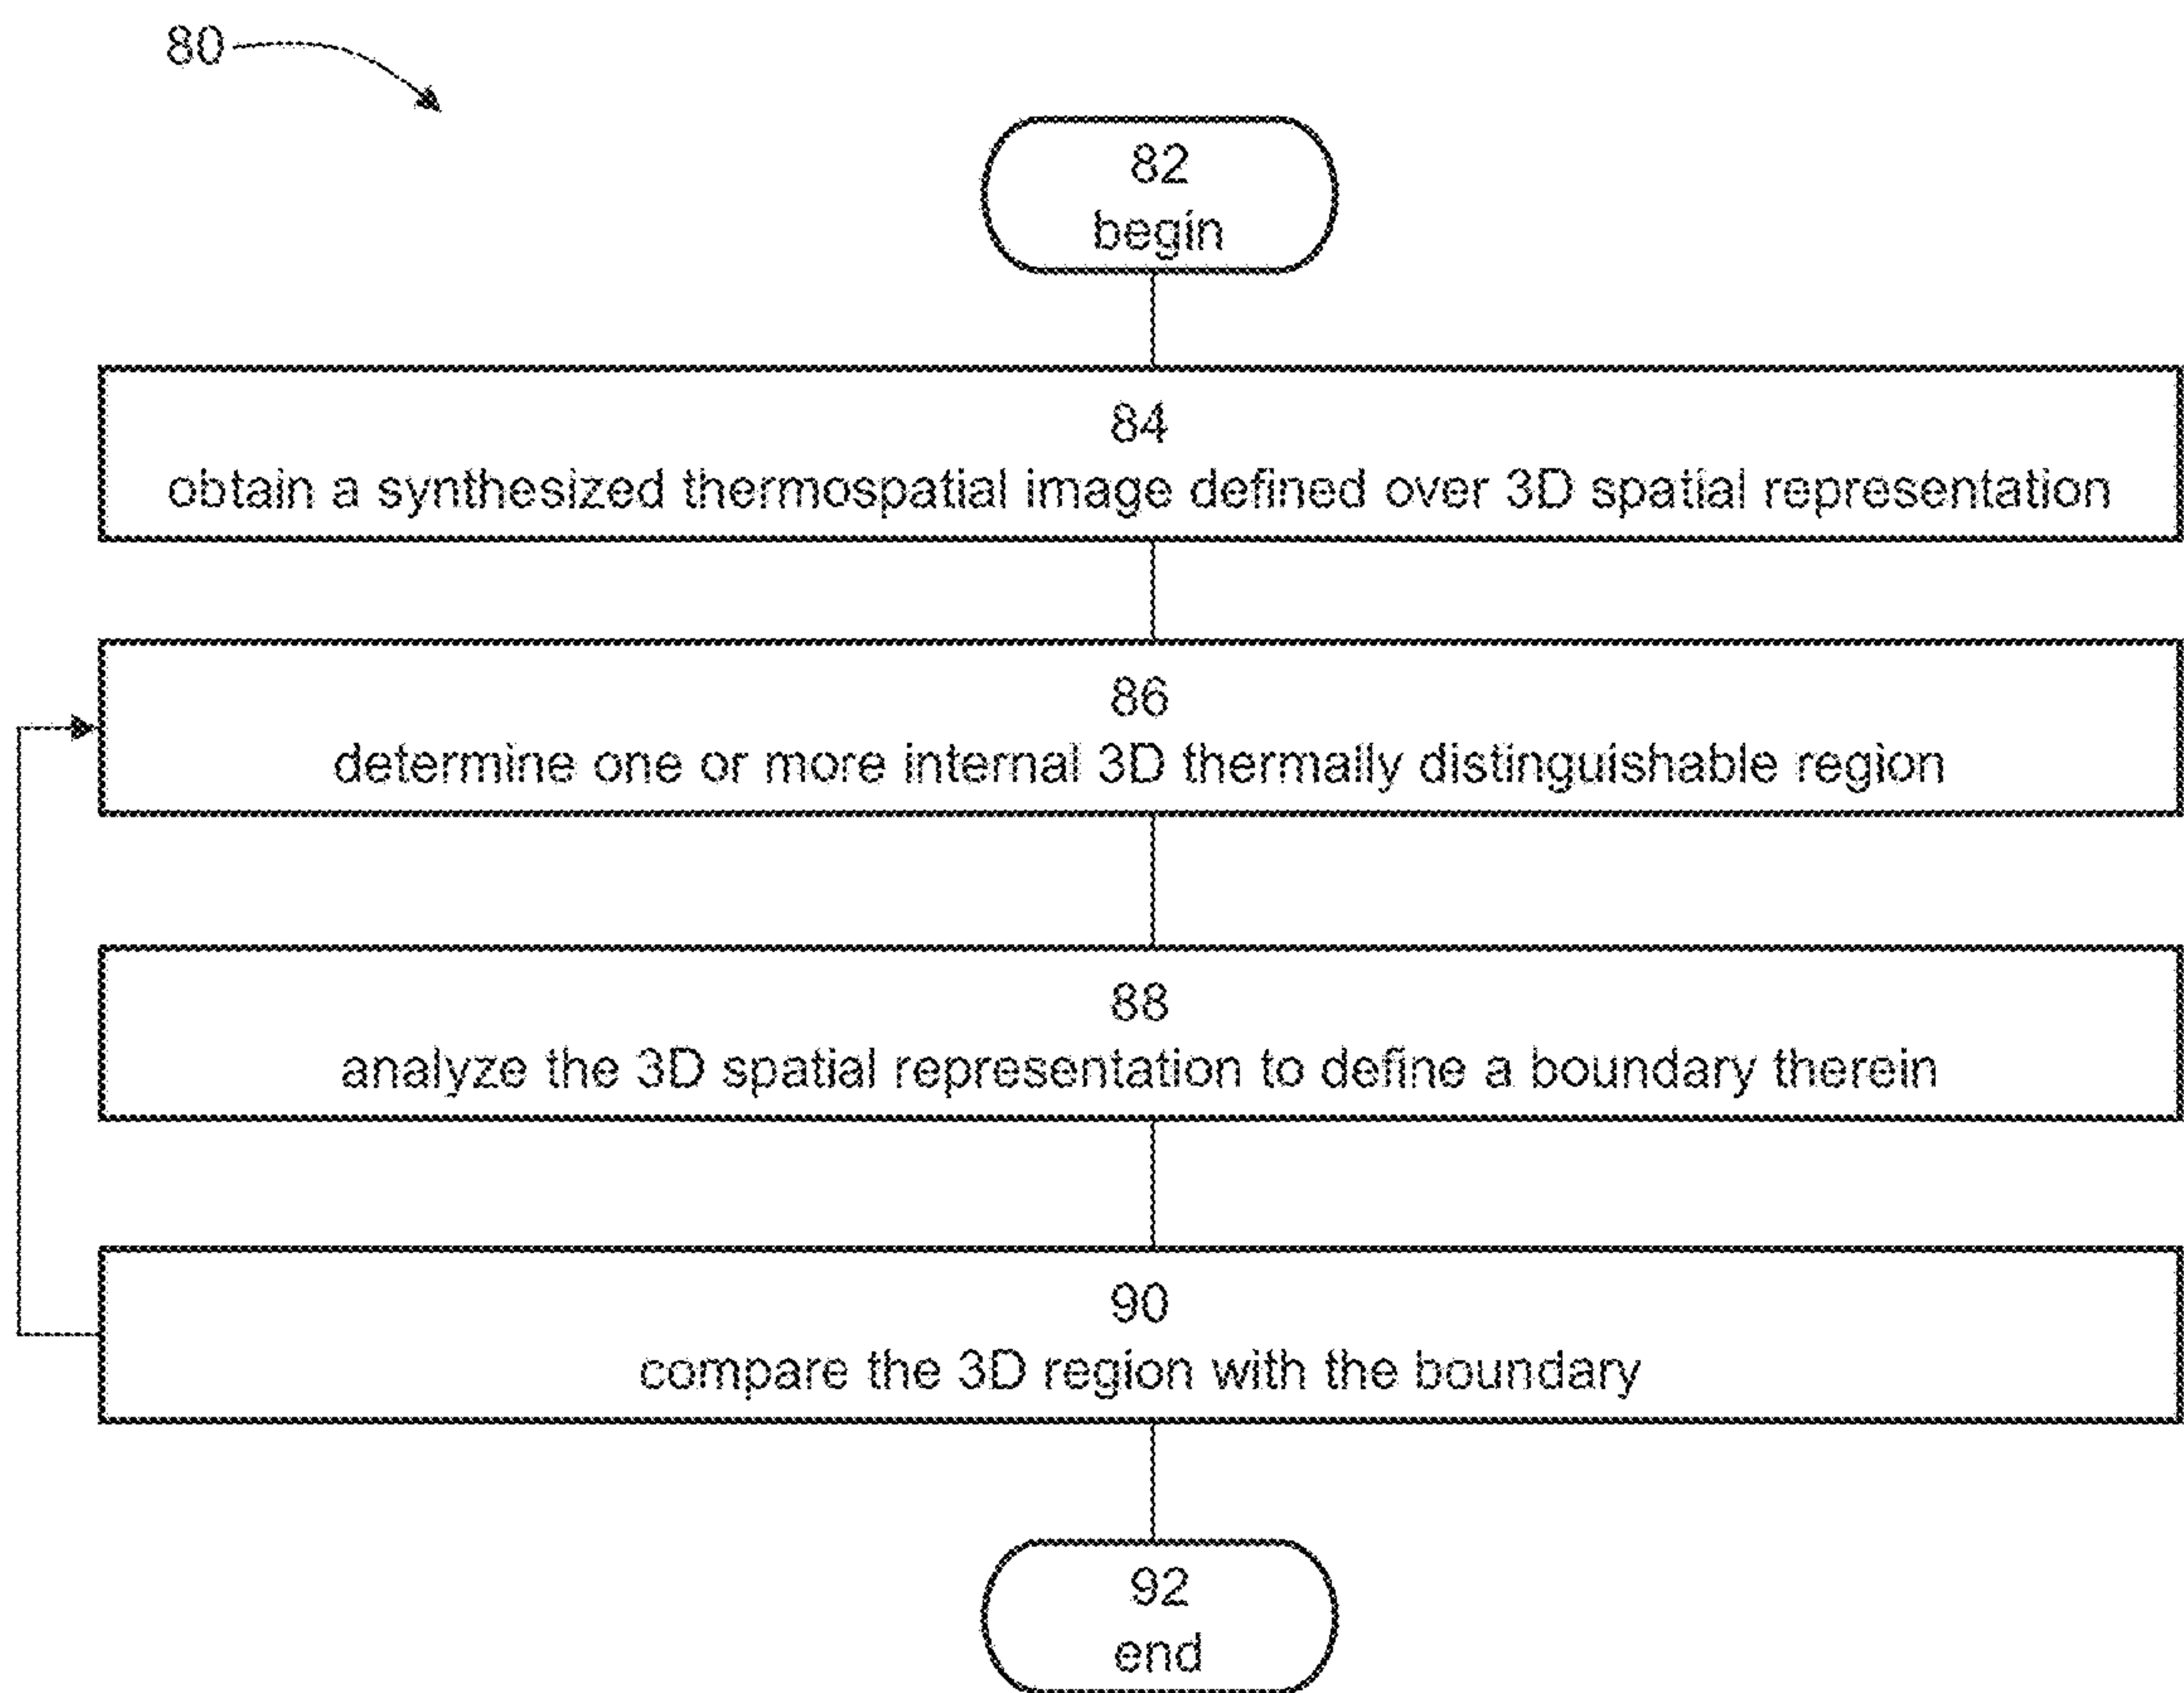 80
82
begin
84
obtain a synthesized thermospatial image defined over 3D spatial representation
86
determine one or more internal 3D thermally distinguishable region
88
analyze the 3D spatial representation to define a boundary therein
90
compare the 3D region with the boundary
92
end